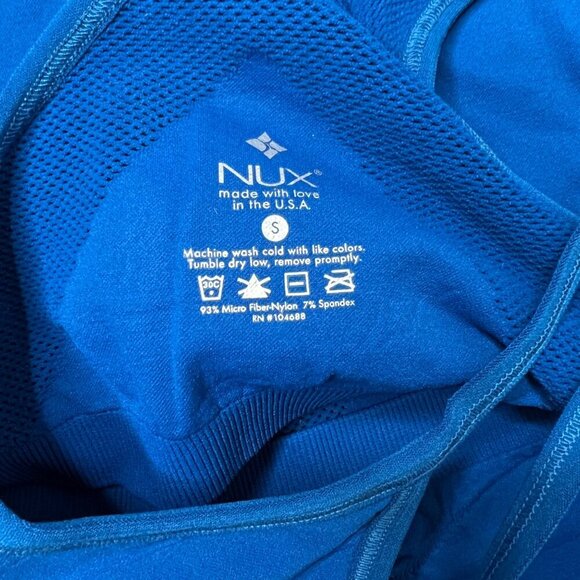 NUX®
made with love
in the U.S.A.
S
Machine wash cold with like colors.
Tumble dry low, remove promptly.
30C
93% Micro Fiber-Nylon 7% Spandex
RN #104688